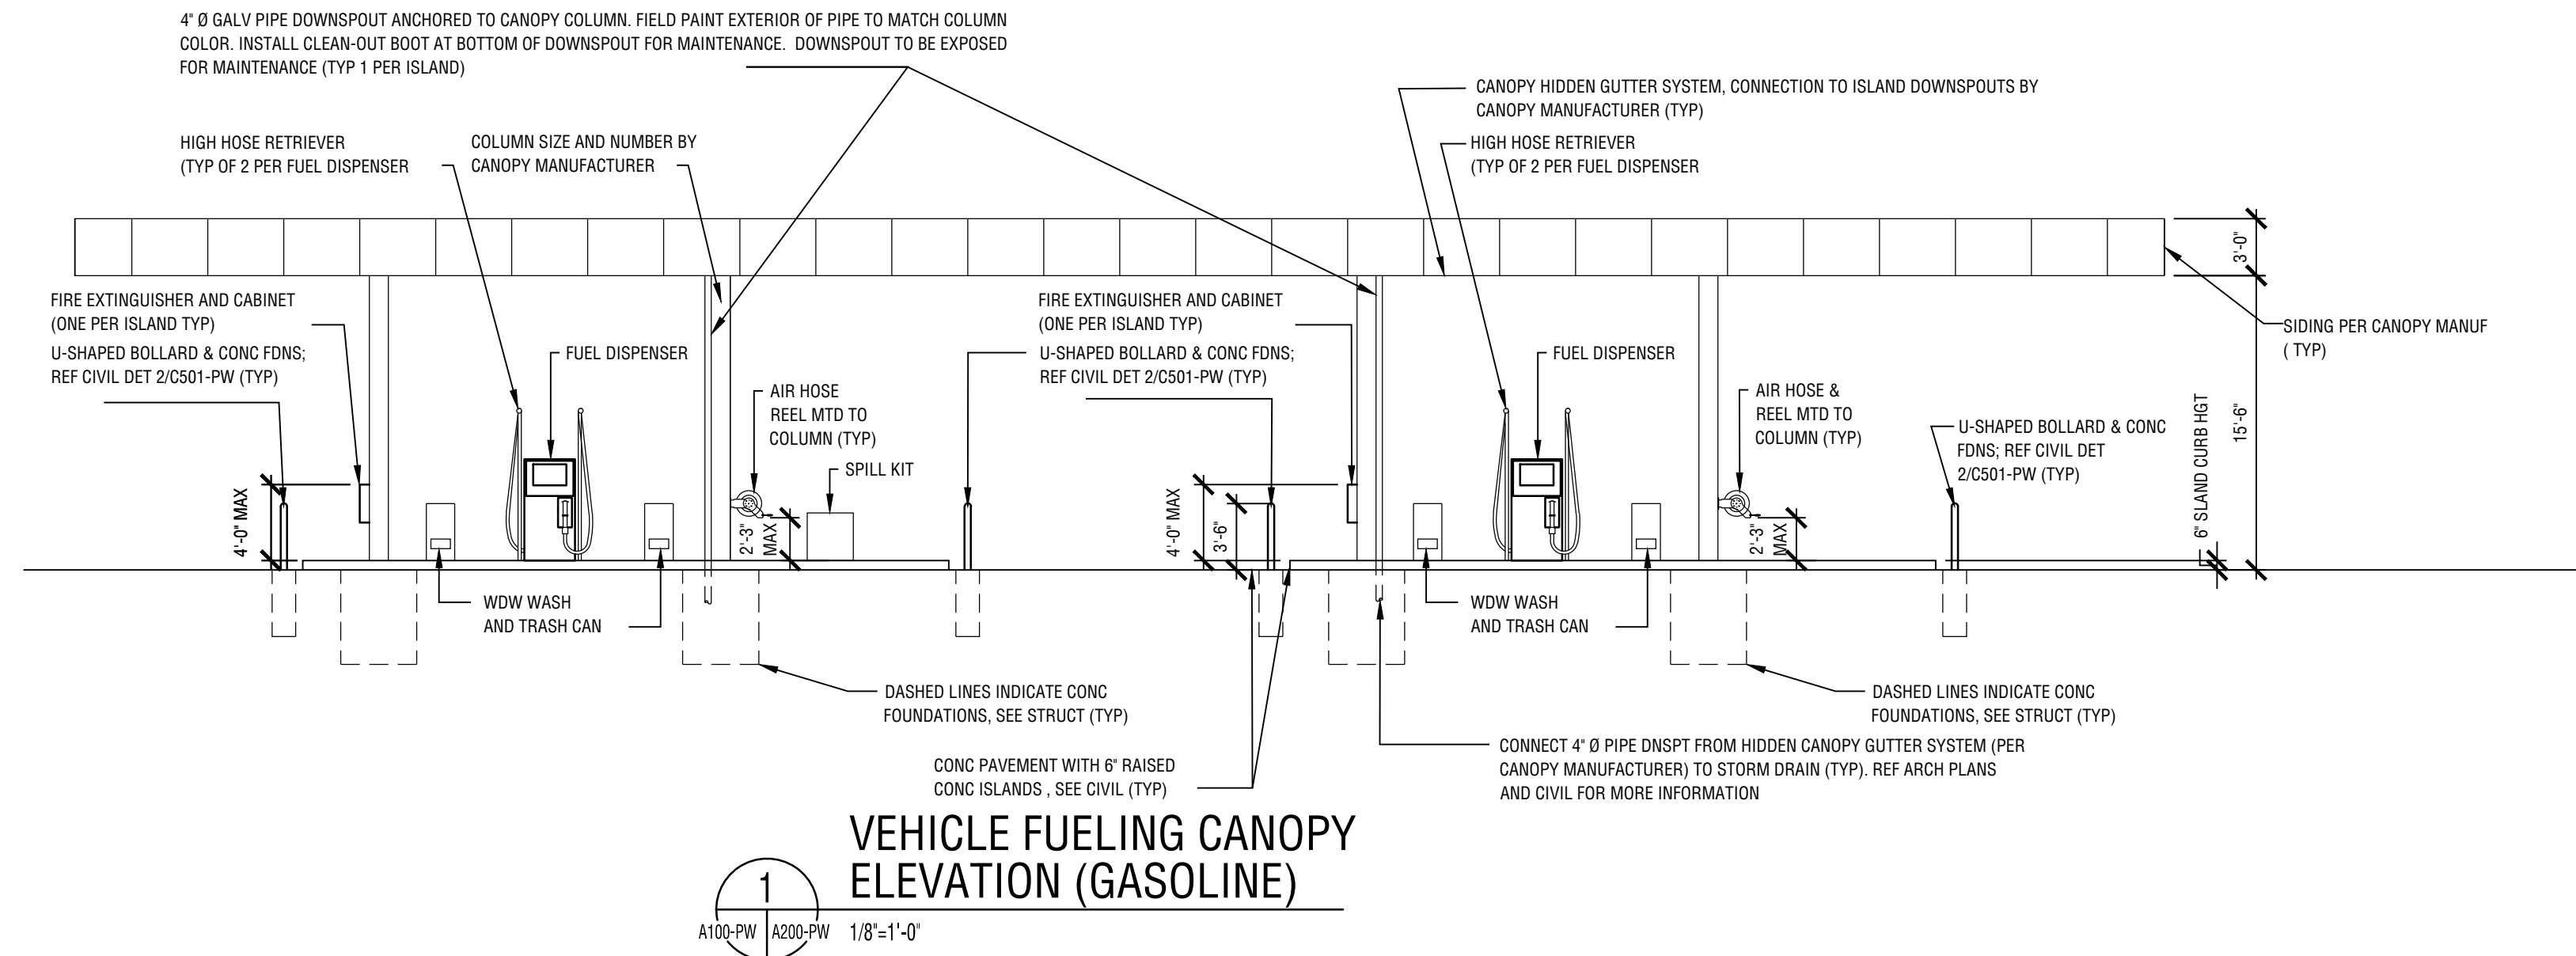 4" Ø GALV PIPE DOWNSPOUT ANCHORED TO CANOPY COLUMN. FIELD PAINT EXTERIOR OF PIPE TO MATCH COLUMN
COLOR. INSTALL CLEAN-OUT BOOT AT BOTTOM OF DOWNSPOUT FOR MAINTENANCE. DOWNSPOUT TO BE EXPOSED
FOR MAINTENANCE (TYP 1 PER ISLAND)
CANOPY HIDDEN GUTTER SYSTEM, CONNECTION TO ISLAND DOWNSPOUTS BY
CANOPY MANUFACTURER (TYP)
HIGH HOSE RETRIEVER
(TYP OF 2 PER FUEL DISPENSER
COLUMN SIZE AND NUMBER BY
CANOPY MANUFACTURER
HIGH HOSE RETRIEVER
(TYP OF 2 PER FUEL DISPENSER
3'-0"
FIRE EXTINGUISHER AND CABINET
(ONE PER ISLAND TYP)
U-SHAPED BOLLARD & CONC FDNS;
REF CIVIL DET 2/C501-PW (TYP)
FUEL DISPENSER
AIR HOSE
REEL MTD TO
COLUMN (TYP)
SPILL KIT
FIRE EXTINGUISHER AND CABINET
(ONE PER ISLAND TYP)
U-SHAPED BOLLARD & CONC FDNS;
REF CIVIL DET 2/C501-PW (TYP)
FUEL DISPENSER
AIR HOSE &
REEL MTD TO
COLUMN (TYP)
U-SHAPED BOLLARD & CONC
FDNS; REF CIVIL DET
2/C501-PW (TYP)
SIDING PER CANOPY MANUF
( TYP)
6" SLAND CURB HGT
15'-6"
4'-0" MAX
2'-3"
MAX
4'-0" MAX
3'-6"
2'-3"
MAX
WDW WASH
AND TRASH CAN
WDW WASH
AND TRASH CAN
DASHED LINES INDICATE CONC
FOUNDATIONS, SEE STRUCT (TYP)
DASHED LINES INDICATE CONC
FOUNDATIONS, SEE STRUCT (TYP)
CONC PAVEMENT WITH 6" RAISED
CONC ISLANDS , SEE CIVIL (TYP)
CONNECT 4" Ø PIPE DNSPT FROM HIDDEN CANOPY GUTTER SYSTEM (PER
CANOPY MANUFACTURER) TO STORM DRAIN (TYP). REF ARCH PLANS
AND CIVIL FOR MORE INFORMATION
VEHICLE FUELING CANOPY
ELEVATION (GASOLINE)
1
A100-PW
A200-PW
1/8"=1'-0"